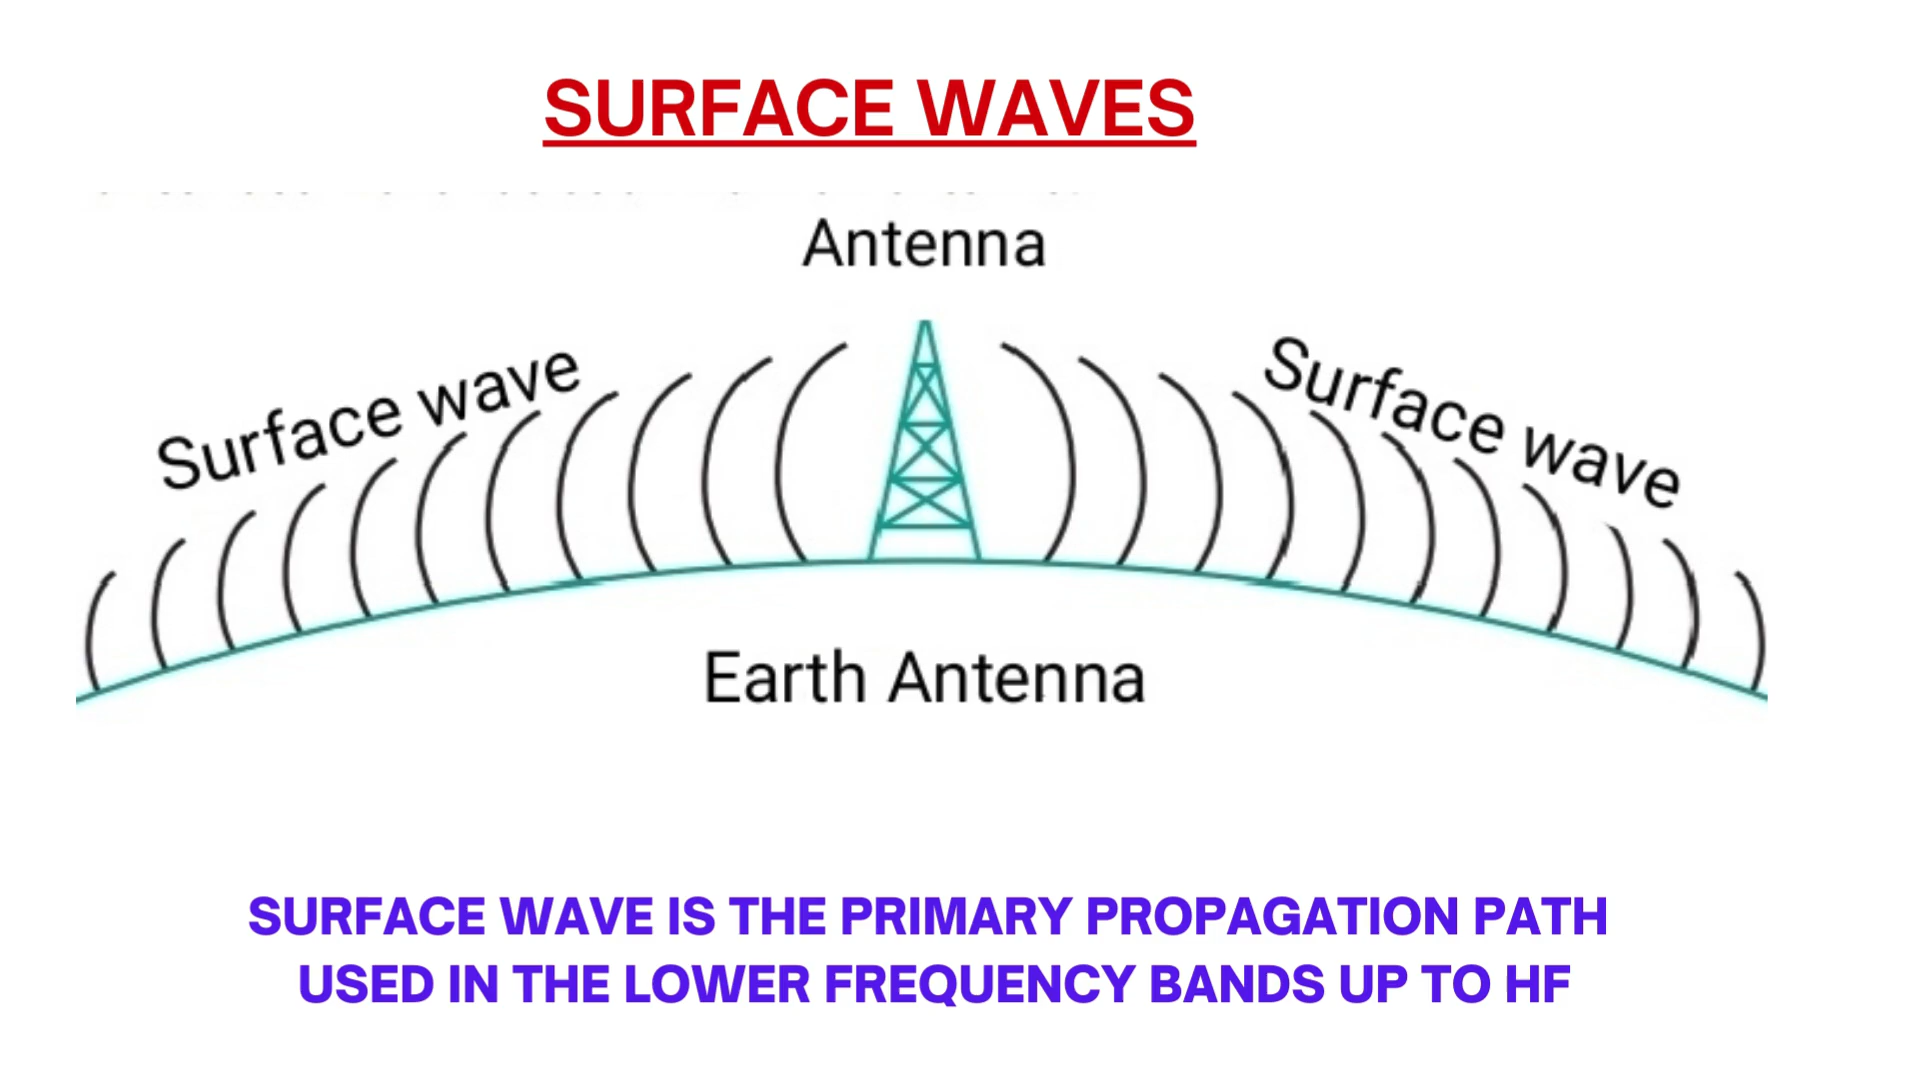 SURFACE WAVES
Antenna
Surface wave
Surface wave
Earth Antenna
SURFACE WAVE IS THE PRIMARY PROPAGATION PATH
USED IN THE LOWER FREQUENCY BANDS UP TO HF